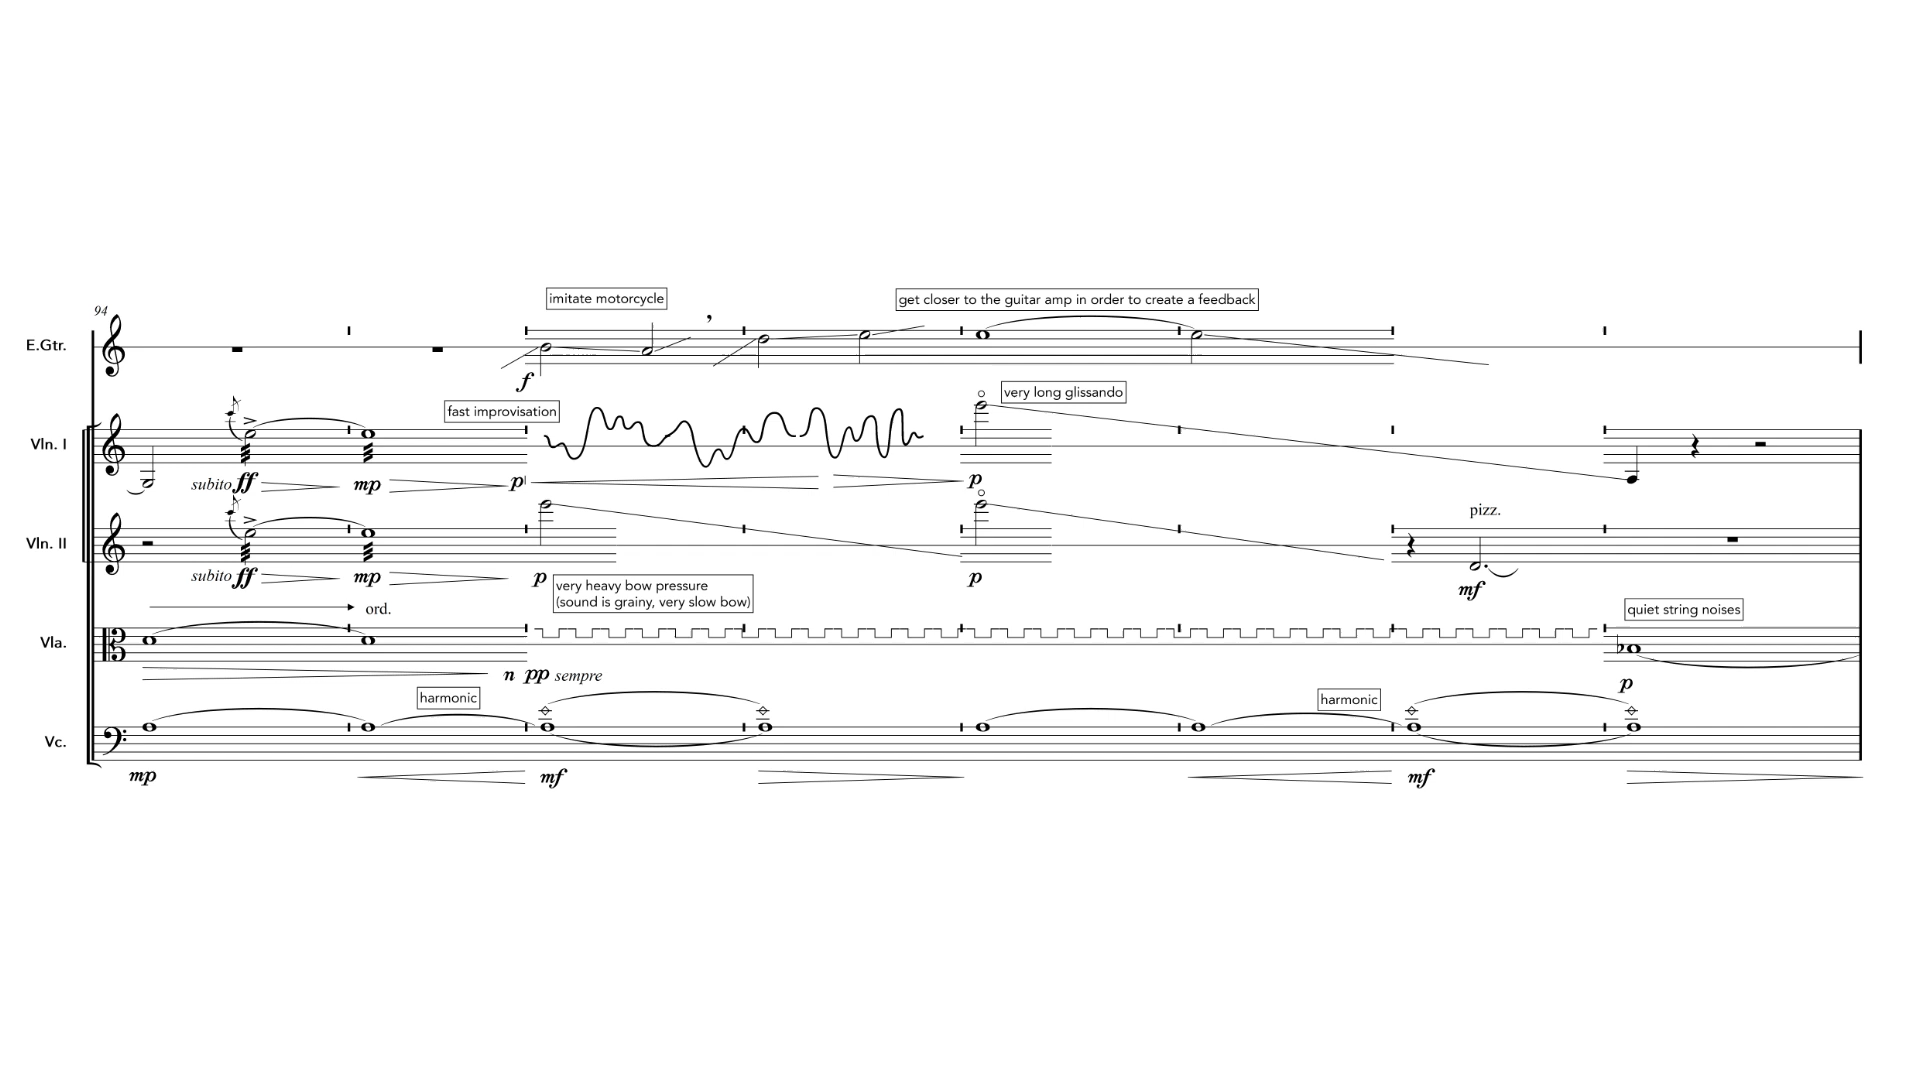 94
imitate motorcycle
get closer to the guitar amp in order to create a feedback
E.Gtr.
f
very long glissando
fast improvisation
Vln. I
subito ff
mp
p
p
pizz.
Vln. II
subito ff
mp
p
p
mf
very heavy bow pressure
(sound is grainy, very slow bow)
ord.
quiet string noises
Vla.
n pp sempre
p
harmonic
harmonic
Vc.
mp
mf
mf